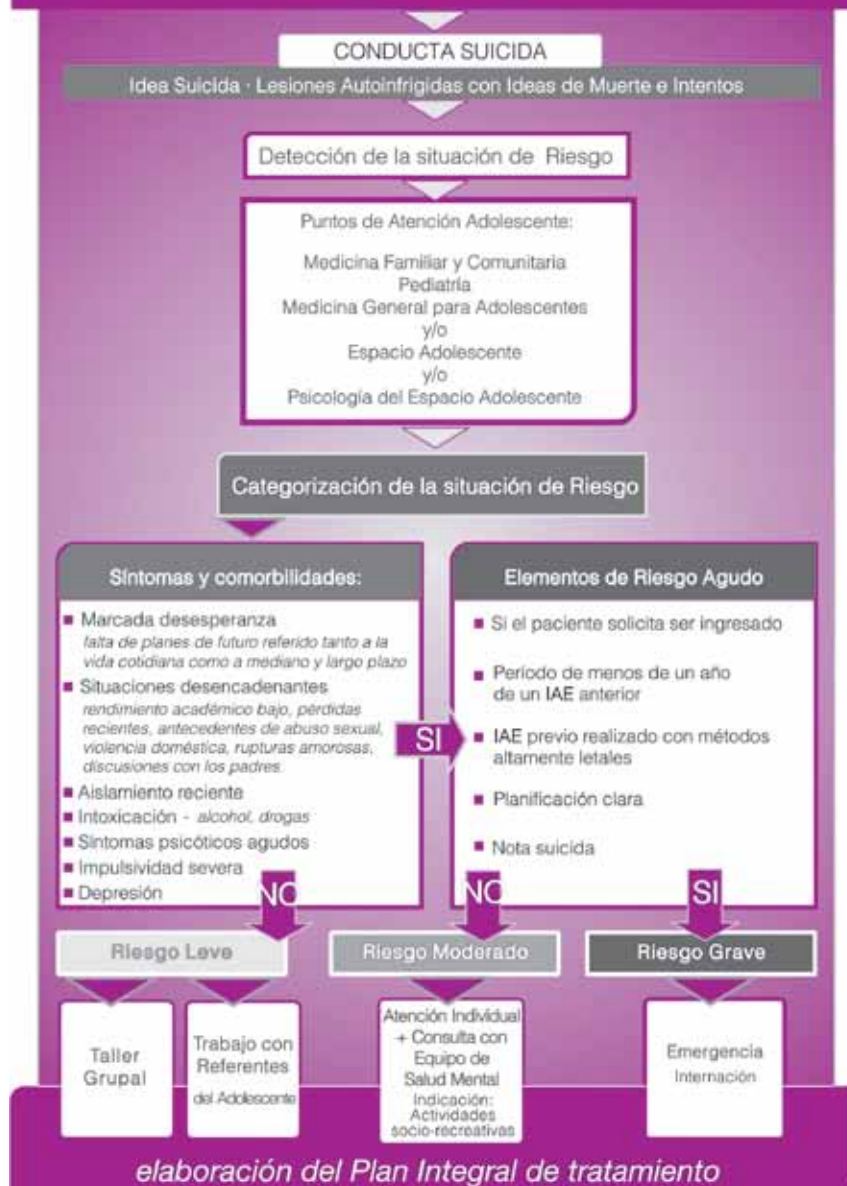 CONDUCTA SUICIDA
Idea Suicida · Lesiones Autoinfrigidas con Ideas de Muerte e Intentos
Detección de la situación de Riesgo
Puntos de Atención Adolescente:
Medicina Familiar y Comunitaria
Pediatría
Medicina General para Adolescentes
y/o
Espacio Adolescente
y/o
Psicología del Espacio Adolescente
Categorización de la situación de Riesgo
Síntomas y comorbilidades:
Marcada desesperanza
falta de planes de futuro referido tanto a la
vida cotidiana como a mediano y largo plazo
Situaciones desencadenantes
rendimiento académico bajo, pérdidas
recientes, antecedentes de abuso sexual,
violencia doméstica, rupturas amorosas,
discusiones con los padres.
Aislamiento reciente
Intoxicación - alcohol, drogas
Síntomas psicóticos agudos
Impulsividad severa
Depresión
NO
SI
Elementos de Riesgo Agudo
Si el paciente solicita ser ingresado
Período de menos de un año
de un IAE anterior
IAE previo realizado con métodos
altamente letales
Planificación clara
Nota suicida
NO
SI
Riesgo Leve
Riesgo Moderado
Riesgo Grave
Taller
Grupal
Trabajo con
Referentes
del Adolescente
Atención Individual
+ Consulta con
Equipo de
Salud Mental
Indicación:
Actividades
socio-recreativas
Emergencia
Internación
elaboración del Plan Integral de tratamiento